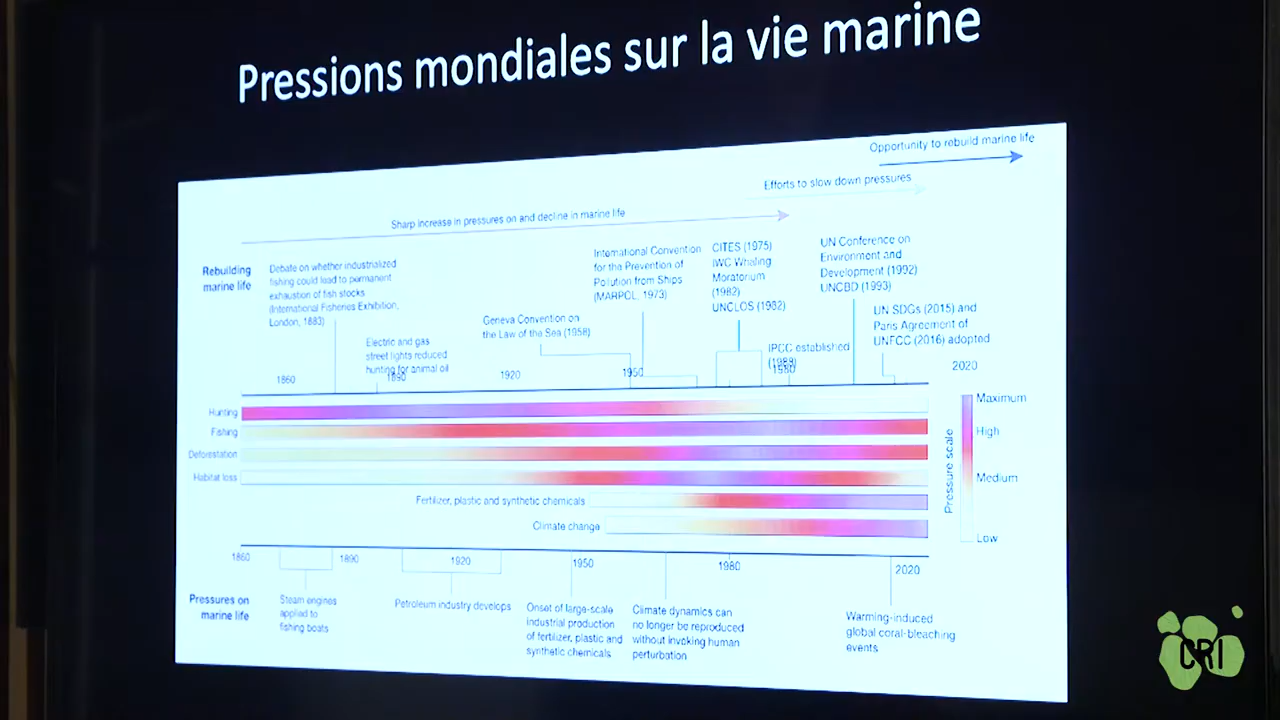 Pressions mondiales sur la vie marine
Opportunity to rebuild marine life
Efforts to slow down pressures
Sharp increase in pressures on and decline in marine life
Rebuilding
marine life
Debate on whether industrialized
fishing could lead to permanent
exhaustion of fish stocks
(International Fisheries Exhibition,
London, 1883)
Electric and gas
street lights reduced
hunting for animal oil
Geneva Convention on
the Law of the Sea (1958)
International Convention
for the Prevention of
Pollution from Ships
(MARPOL, 1973)
CITES (1975)
IWC Whaling
Moratorium
(1982)
UNCLOS (1982)
IPCC established
(1988)
UN Conference on
Environment and
Development (1992)
UNCBD (1993)
UN SDGs (2015) and
Paris Agreement of
UNFCC (2016) adopted
1860
1890
1920
1950
1980
2020
Hunting
Fishing
Deforestation
Habitat loss
Fertilizer, plastic and synthetic chemicals
Climate change
Pressure scale
Maximum
High
Medium
Low
1860
1890
1920
1950
1980
2020
Pressures on
marine life
Steam engines
applied to
fishing boats
Petroleum industry develops
Onset of large-scale
industrial production
of fertilizer, plastic and
synthetic chemicals
Climate dynamics can
no longer be reproduced
without invoking human
perturbation
Warming-induced
global coral-bleaching
events
CRI